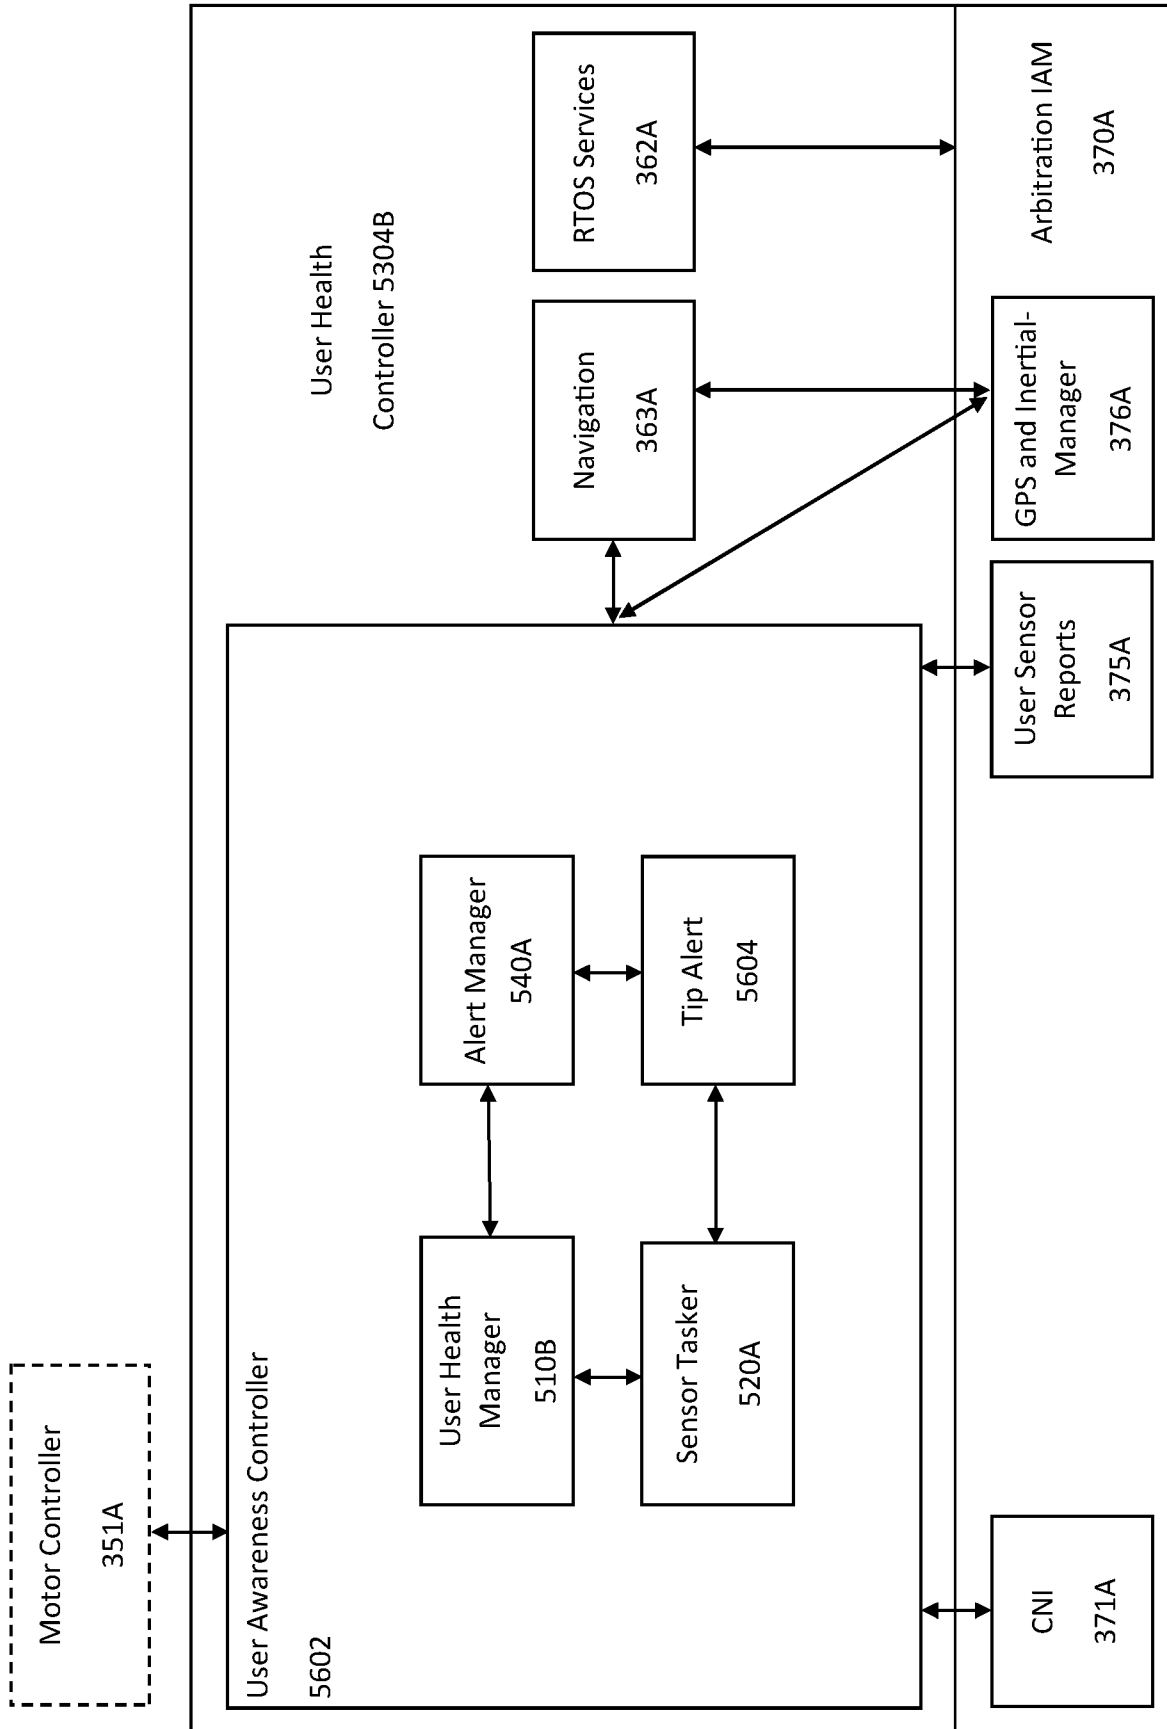 Motor Controller
351A
User Awareness Controller
5602
User Health
Manager
510B
Alert Manager
540A
Sensor Tasker
520A
Tip Alert
5604
User Health
Controller 5304B
Navigation
363A
RTOS Services
362A
CNI
371A
User Sensor
Reports
375A
GPS and Inertial-
Manager
376A
Arbitration IAM
370A